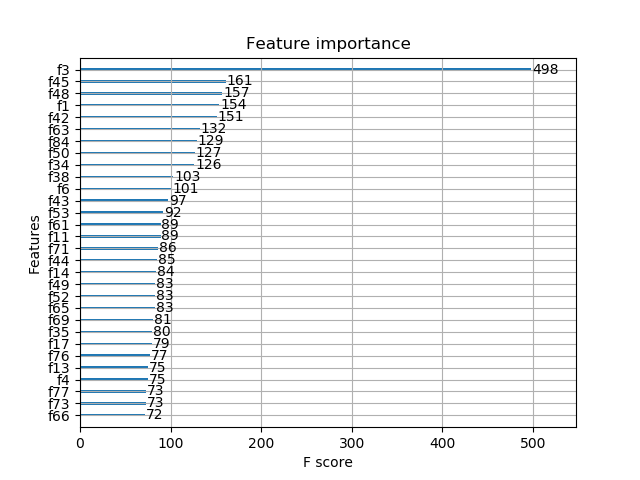 Feature importance
f3 498
f45 161
f48 157
f1 154
f42 151
f63 132
f84 129
f50 127
f34 126
f38 103
f6 101
f43 97
f53 92
f61 89
f11 89
f71 86
f44 85
f14 84
f49 83
f52 83
f65 83
f69 81
f35 80
f17 79
f76 77
f13 75
f4 75
f77 73
f73 73
f66 72
Features
0 100 200 300 400 500
F score